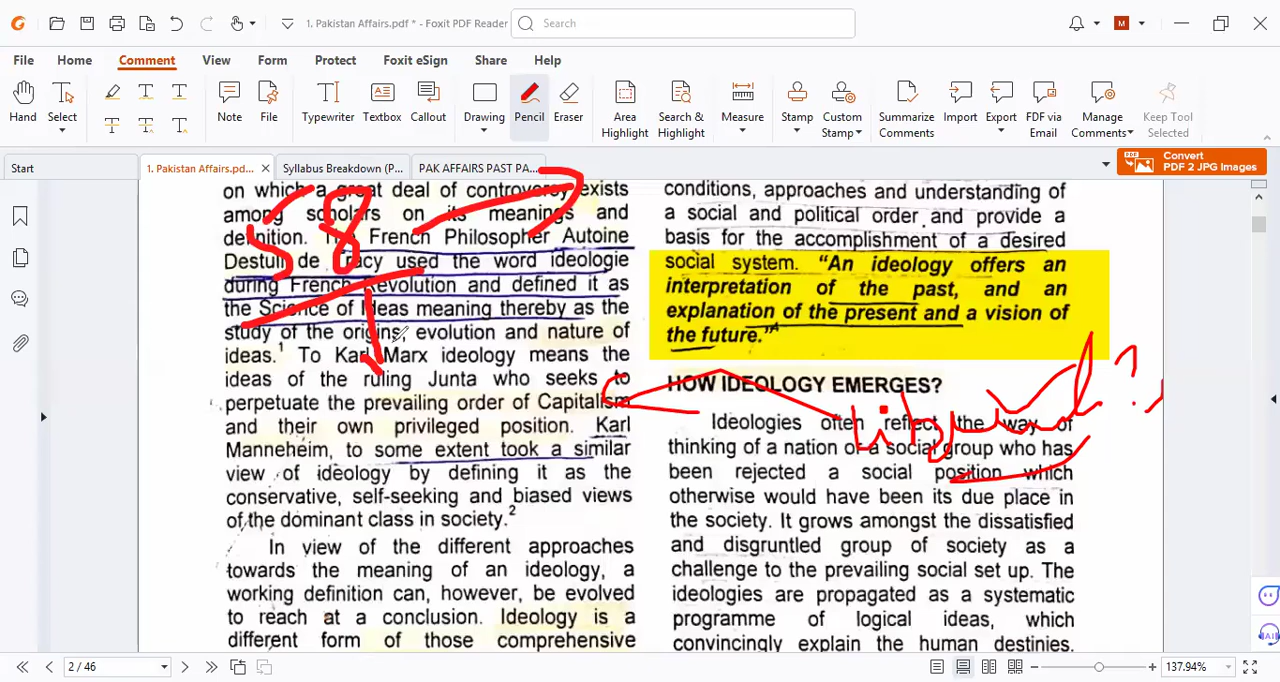 1. Pakistan Affairs.pdf * - Foxit PDF Reader
Search
M
File Home Comment View Form Protect Foxit eSign Share Help
Hand Select Note File Typewriter Textbox Callout Drawing Pencil Eraser Area Highlight Search & Highlight Measure Stamp Custom Stamp Summarize Comments Import Export FDF via Email Manage Comments Keep Tool Selected
Start 1. Pakistan Affairs.pd... Syllabus Breakdown (P... PAK AFFAIRS PAST PA...
Convert
PDF 2 JPG Images
on which a great deal of controversy exists
among scholars on its meanings and
definition. The French Philosopher Autoine
Destull de Tracy used the word ideologie
during French Revolution and defined it as
the Science of Ideas meaning thereby as the
study of the origins, evolution and nature of
ideas.1 To Karl Marx ideology means the
ideas of the ruling Junta who seeks to
perpetuate the prevailing order of Capitalism
and their own privileged position. Karl
Manneheim, to some extent took a similar
view of ideology by defining it as the
conservative, self-seeking and biased views
of the dominant class in society.2
In view of the different approaches
towards the meaning of an ideology, a
working definition can, however, be evolved
to reach at a conclusion. Ideology is a
different form of those comprehensive
58
conditions, approaches and understanding of
a social and political order and provide a
basis for the accomplishment of a desired
social system. “An ideology offers an
interpretation of the past, and an
explanation of the present and a vision of
the future.”
HOW IDEOLOGY EMERGES?
Ideologies often reflect the way of
thinking of a nation or a social group who has
been rejected a social position which
otherwise would have been its due place in
the society. It grows amongst the dissatisfied
and disgruntled group of society as a
challenge to the prevailing social set up. The
ideologies are propagated as a systematic
programme of logical ideas, which
convincingly explain the human destinies.
2 / 46
137.94%